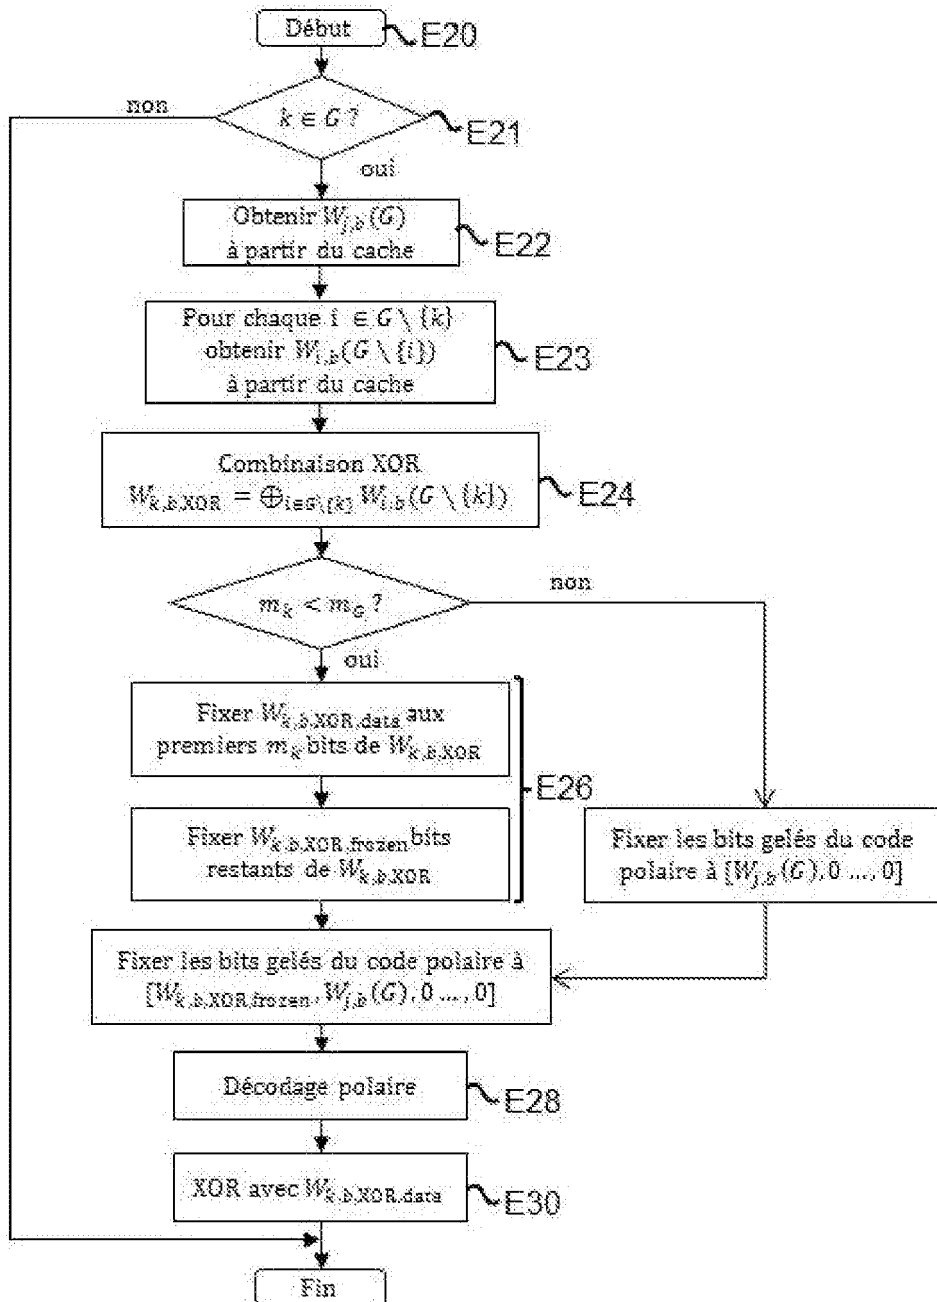 Début
E20
non
k ∈ G ?
E21
oui
Obtenir W_{j,b}(G)
à partir du cache
E22
Pour chaque i ∈ G \ {k}
obtenir W_{i,b}(G \ {i})
à partir du cache
E23
Combinaison XOR
W_{k,b,XOR} = ⊕_{i∈G\{k}} W_{i,b}(G \ {k})
E24
m_k < m_G ?
non
oui
Fixer W_{k,b,XOR,data} aux
premiers m_k bits de W_{k,b,XOR}
E26
Fixer W_{k,b,XOR,frozen} bits
restants de W_{k,b,XOR}
Fixer les bits gelés du code
polaire à [W_{j,b}(G),0 ...,0]
Fixer les bits gelés du code polaire à
[W_{k,b,XOR,frozen}, W_{j,b}(G),0 ...,0]
Décodage polaire
E28
XOR avec W_{k,b,XOR,data}
E30
Fin